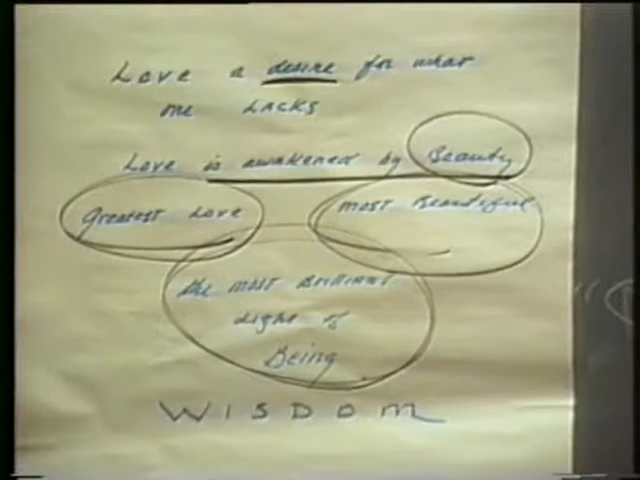 Love a desire for what
one Lacks
Love is awakened by Beauty
Greatest Love most Beautiful
the most Brilliant
Light of
Being
WISDOM